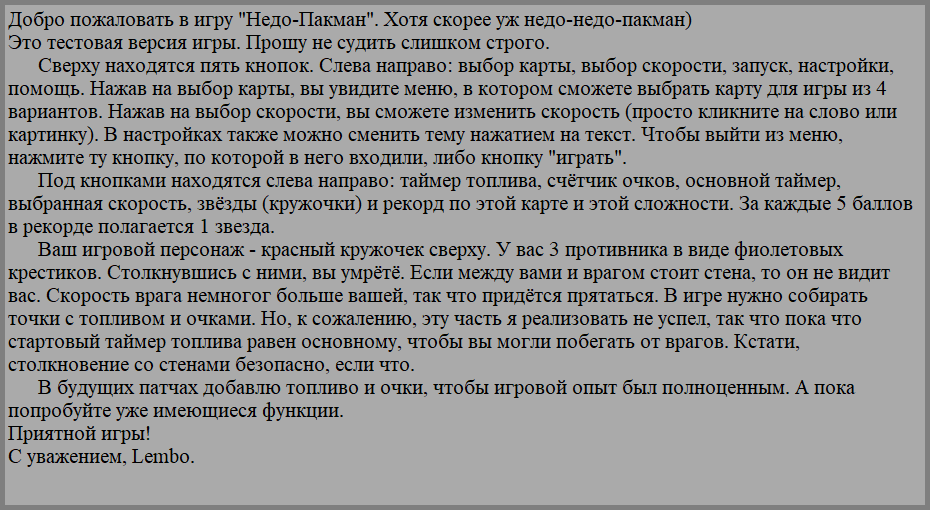 Добро пожаловать в игру "Недо-Пакман". Хотя скорее уж недо-недо-пакман)
Это тестовая версия игры. Прошу не судить слишком строго.
Сверху находятся пять кнопок. Слева направо: выбор карты, выбор скорости, запуск, настройки,
помощь. Нажав на выбор карты, вы увидите меню, в котором сможете выбрать карту для игры из 4
вариантов. Нажав на выбор скорости, вы сможете изменить скорость (просто кликните на слово или
картинку). В настройках также можно сменить тему нажатием на текст. Чтобы выйти из меню,
нажмите ту кнопку, по которой в него входили, либо кнопку "играть".
Под кнопками находятся слева направо: таймер топлива, счётчик очков, основной таймер,
выбранная скорость, звёзды (кружочки) и рекорд по этой карте и этой сложности. За каждые 5 баллов
в рекорде полагается 1 звезда.
Ваш игровой персонаж - красный кружочек сверху. У вас 3 противника в виде фиолетовых
крестиков. Столкнувшись с ними, вы умрётё. Если между вами и врагом стоит стена, то он не видит
вас. Скорость врага немногог больше вашей, так что придётся прятаться. В игре нужно собирать
точки с топливом и очками. Но, к сожалению, эту часть я реализовать не успел, так что пока что
стартовый таймер топлива равен основному, чтобы вы могли побегать от врагов. Кстати,
столкновение со стенами безопасно, если что.
В будущих патчах добавлю топливо и очки, чтобы игровой опыт был полноценным. А пока
попробуйте уже имеющиеся функции.
Приятной игры!
С уважением, Lembo.